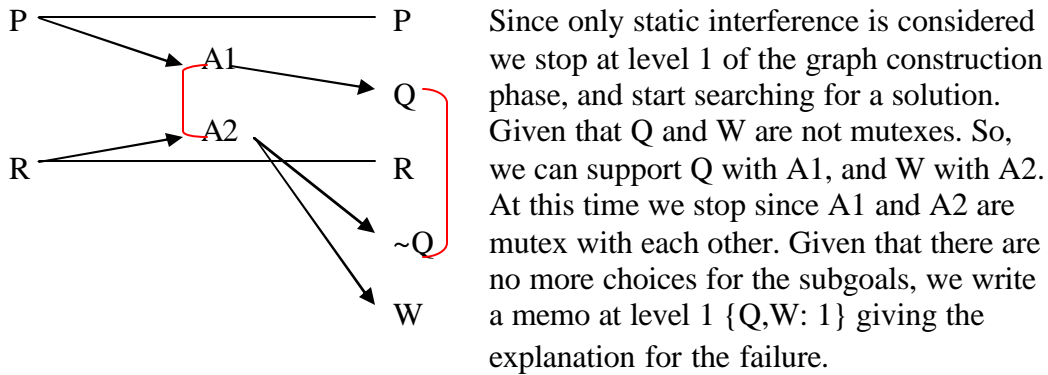 P P Since only static interference is considered
A1 we stop at level 1 of the graph construction
Q phase, and start searching for a solution.
A2 Given that Q and W are not mutexes. So,
R R we can support Q with A1, and W with A2.
At this time we stop since A1 and A2 are
~Q mutex with each other. Given that there are
no more choices for the subgoals, we write
W a memo at level 1 {Q,W: 1} giving the
explanation for the failure.